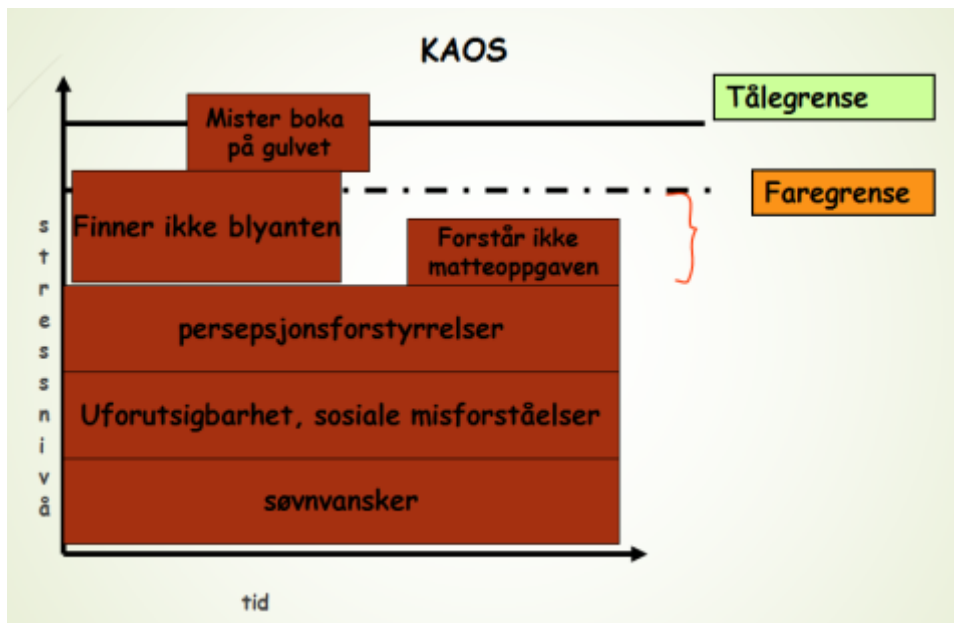 KAOS
Tålegrense
Mister boka
på gulvet
Faregrense
Finner ikke blyanten
Forstår ikke
matteoppgaven
stressnivå
persepsjonsforstyrrelser
Uforutsigbarhet, sosiale misforståelser
søvnvansker
tid